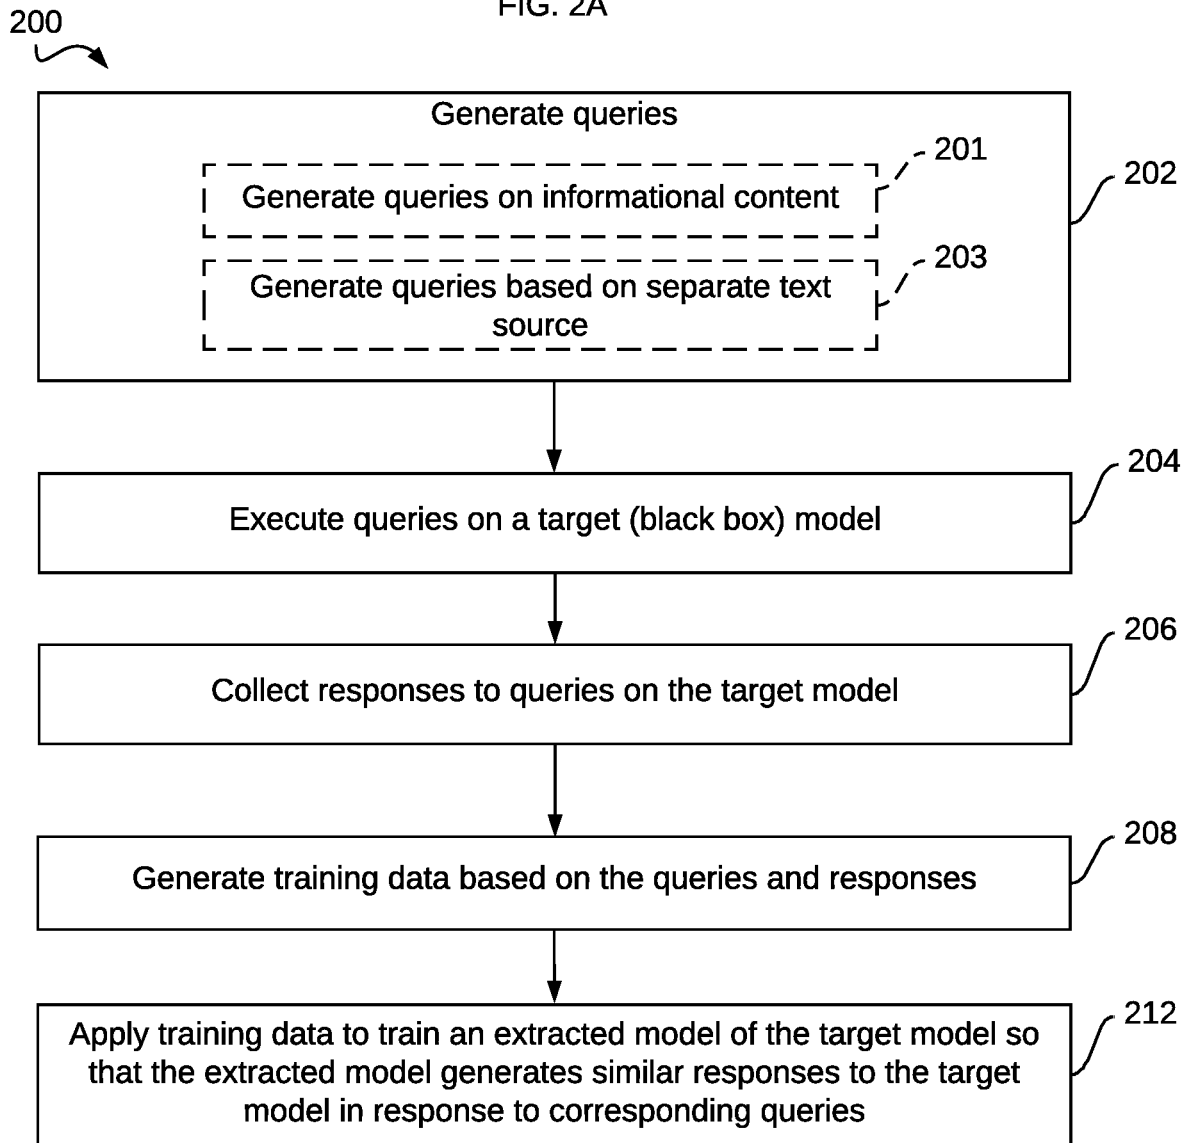 FIG. 2A
200
Generate queries
201
Generate queries on informational content
202
203
Generate queries based on separate text
source
204
Execute queries on a target (black box) model
206
Collect responses to queries on the target model
208
Generate training data based on the queries and responses
212
Apply training data to train an extracted model of the target model so
that the extracted model generates similar responses to the target
model in response to corresponding queries